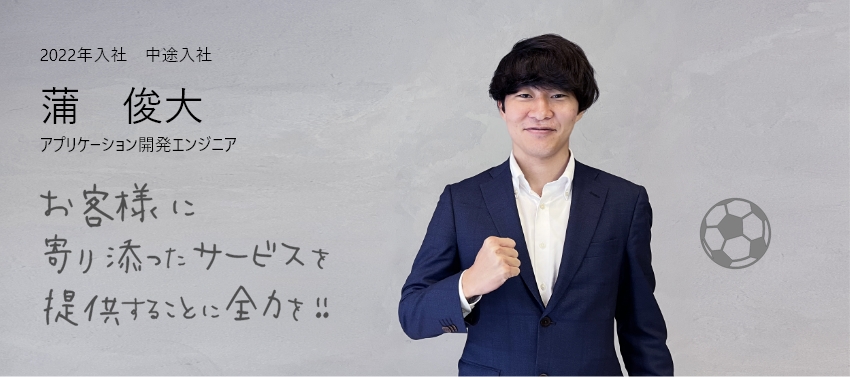 2022年入社　中途入社
蒲　俊大
アプリケーション開発エンジニア
お客様に
寄り添ったサービスを
提供することに全力を!!